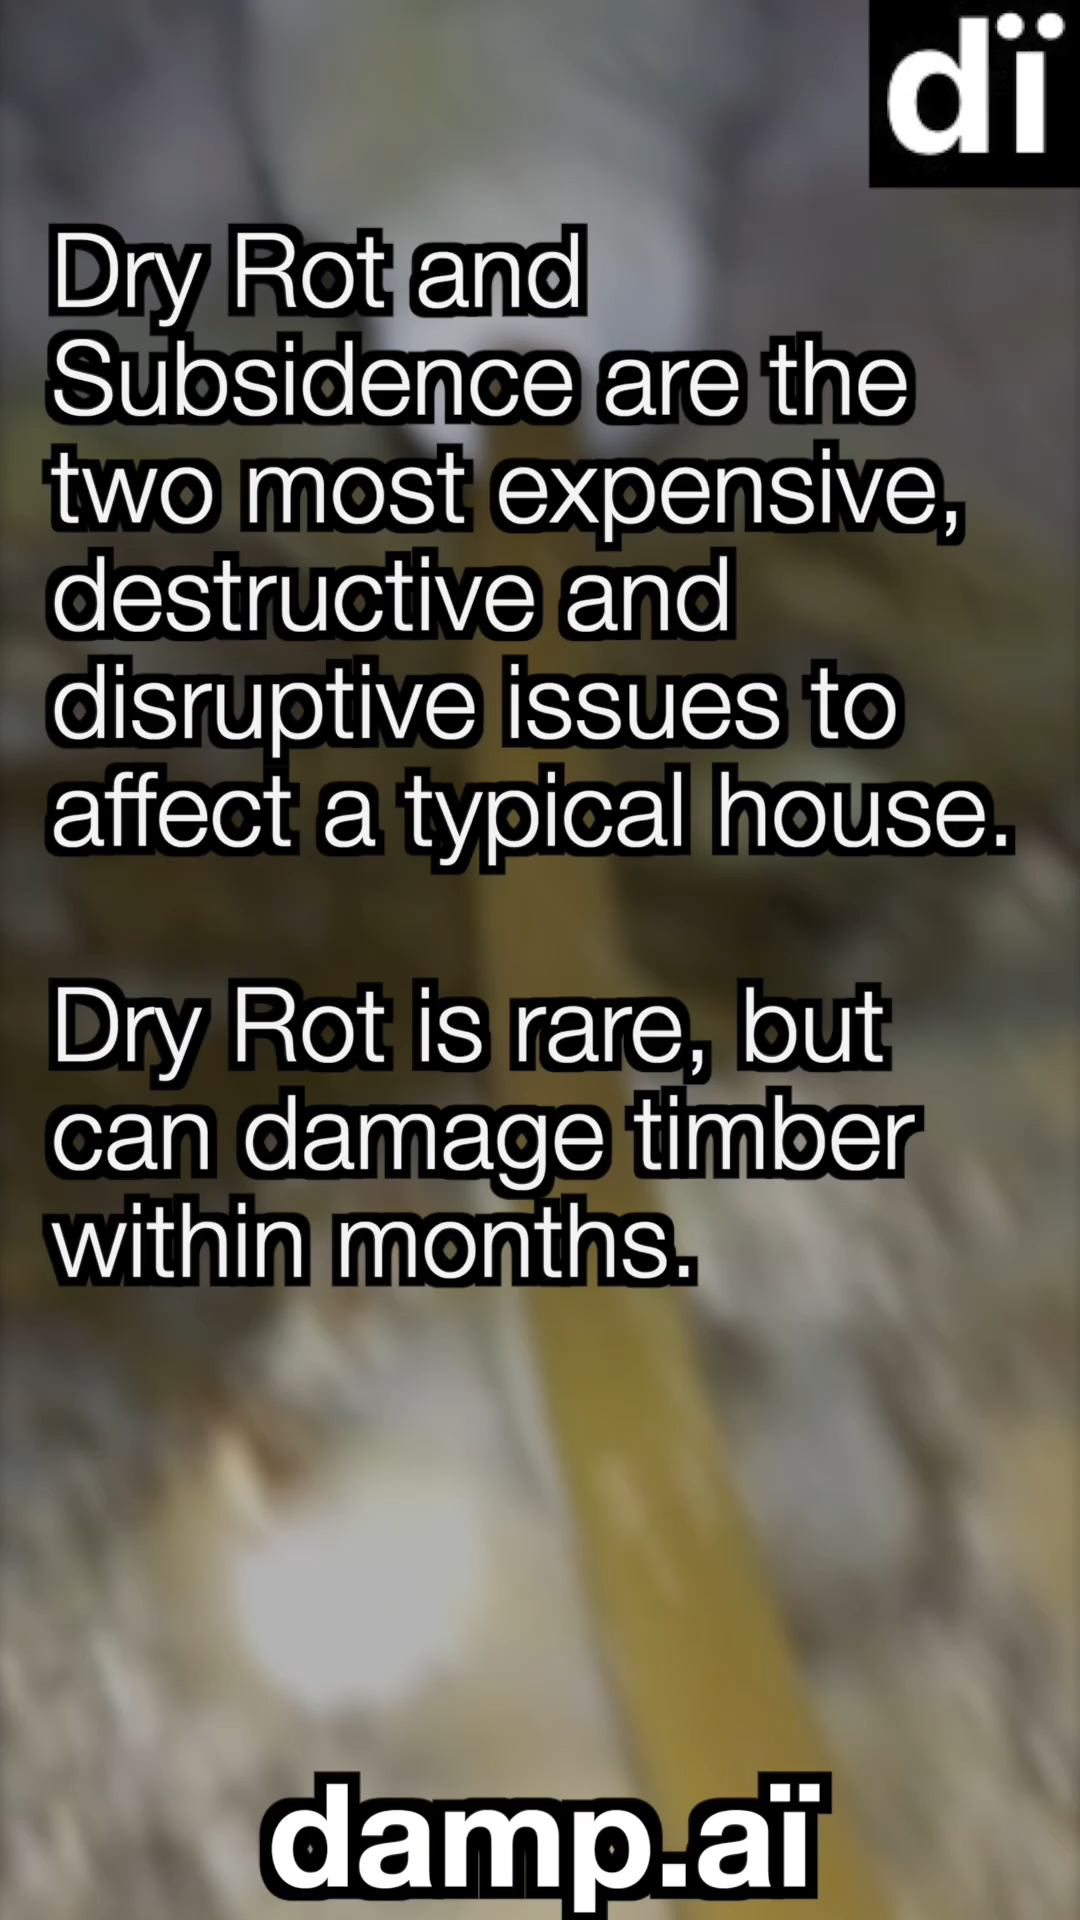 dï
Dry Rot and
Subsidence are the
two most expensive,
destructive and
disruptive issues to
affect a typical house.
Dry Rot is rare, but
can damage timber
within months.
damp.aï